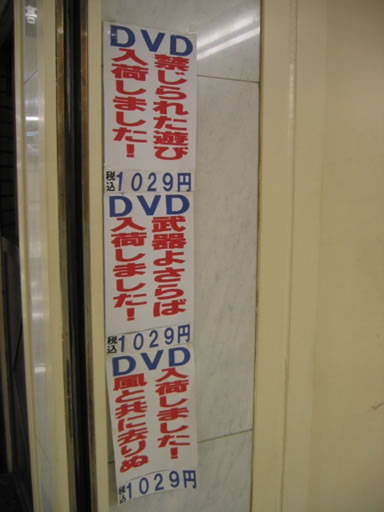 DVD
禁じられた遊び
入荷しました!
税込1029円
DVD
武器よさらば
入荷しました!
税込1029円
DVD
入荷しました!
風と共に去りぬ
税込1029円